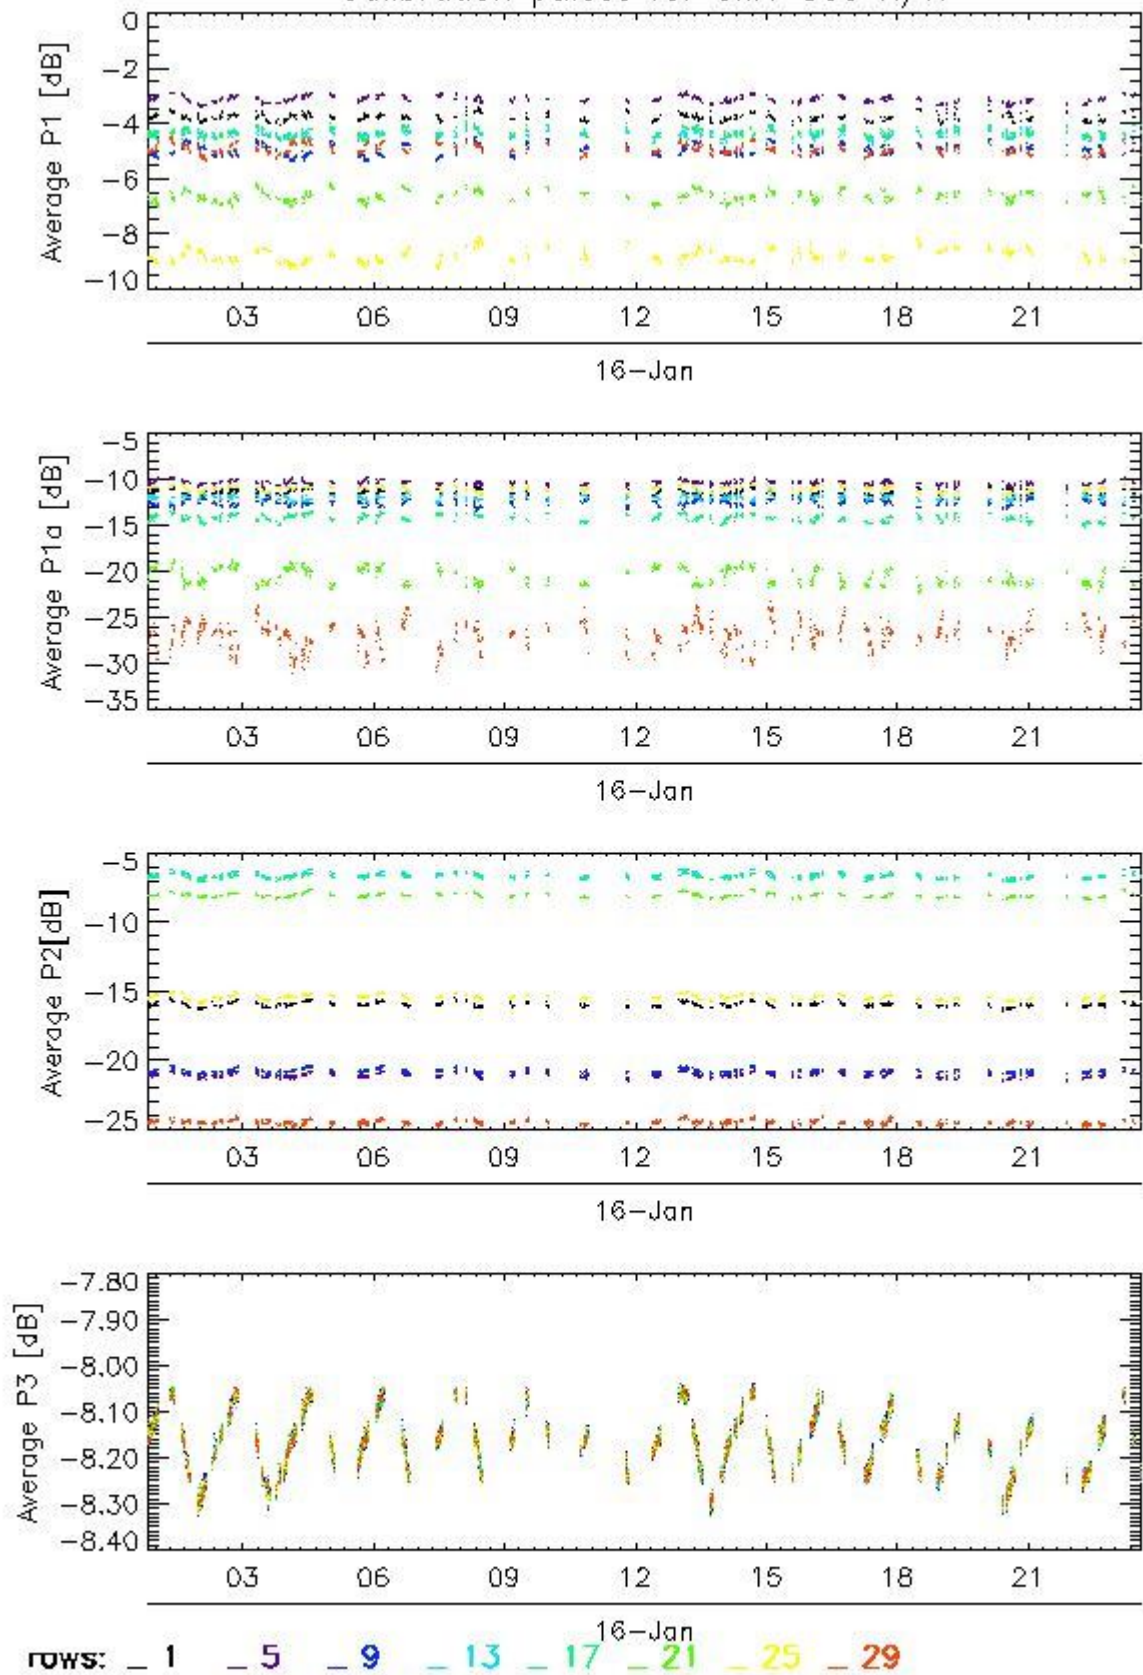 0
-2
-4
-6
-8
-10
Average P1 [dB]
03 06 09 12 15 18 21
16-Jan
-5
-10
-15
-20
-25
-30
-35
Average P1a [dB]
03 06 09 12 15 18 21
16-Jan
-5
-10
-15
-20
-25
Average P2[dB]
03 06 09 12 15 18 21
16-Jan
-7.80
-7.90
-8.00
-8.10
-8.20
-8.30
-8.40
Average P3 [dB]
03 06 09 12 15 18 21
16-Jan
rows: _ 1 _ 5 _ 9 _ 13 _ 17 _ 21 _ 25 _ 29